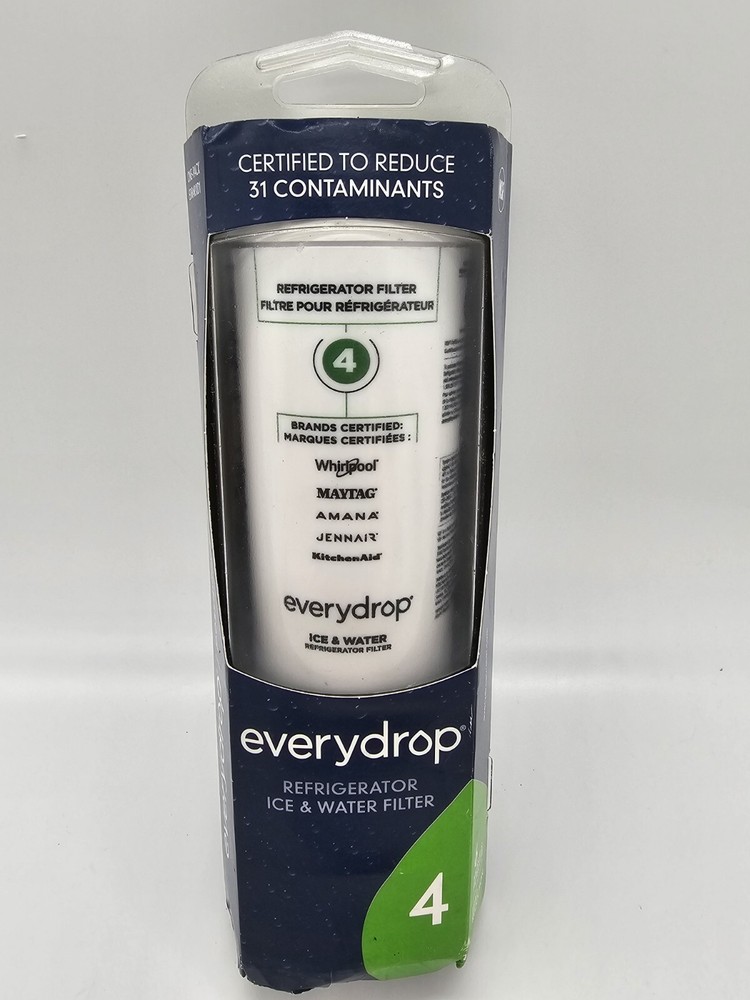 CERTIFIED TO REDUCE
31 CONTAMINANTS
REFRIGERATOR FILTER
FILTRE POUR RÉFRIGÉRATEUR
4
BRANDS CERTIFIED:
MARQUES CERTIFIÉES :
Whirlpool
MAYTAG
AMANA
JENNAIR
KitchenAid
everydrop
ICE & WATER
REFRIGERATOR FILTER
everydrop
REFRIGERATOR
ICE & WATER FILTER
4